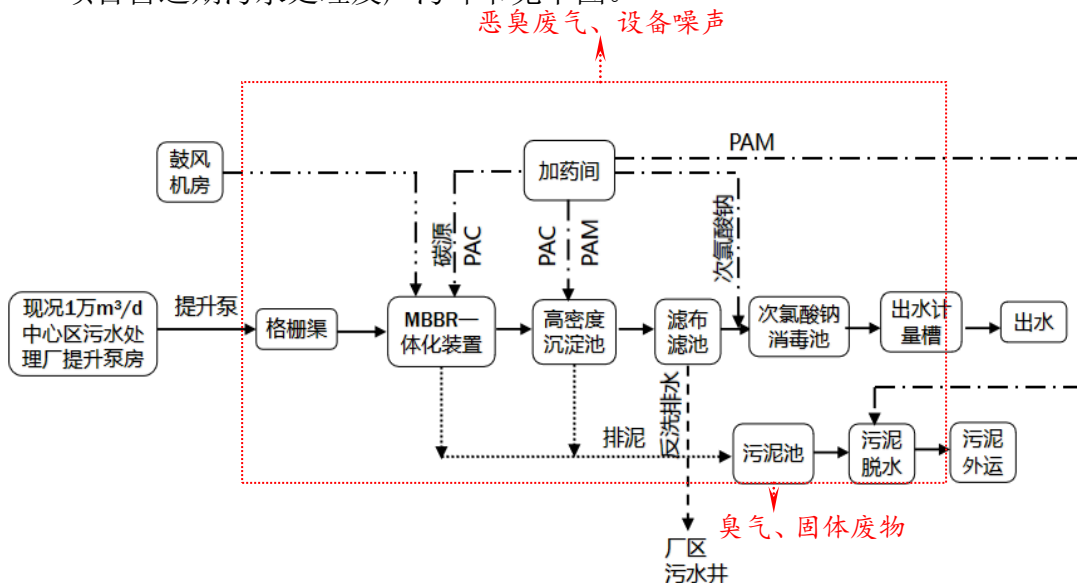 恶臭废气、设备噪声
鼓风
机房
加药间
PAM
碳源
PAC
PAC
PAM
次氯酸钠
现况1万m³/d
中心区污水处
理厂提升泵房
提升泵
格栅渠
MBBR一
体化装置
高密度
沉淀池
滤布
滤池
次氯酸钠
消毒池
出水计
量槽
出水
反洗排水
排泥
污泥池
污泥
脱水
污泥
外运
臭气、固体废物
厂区
污水井